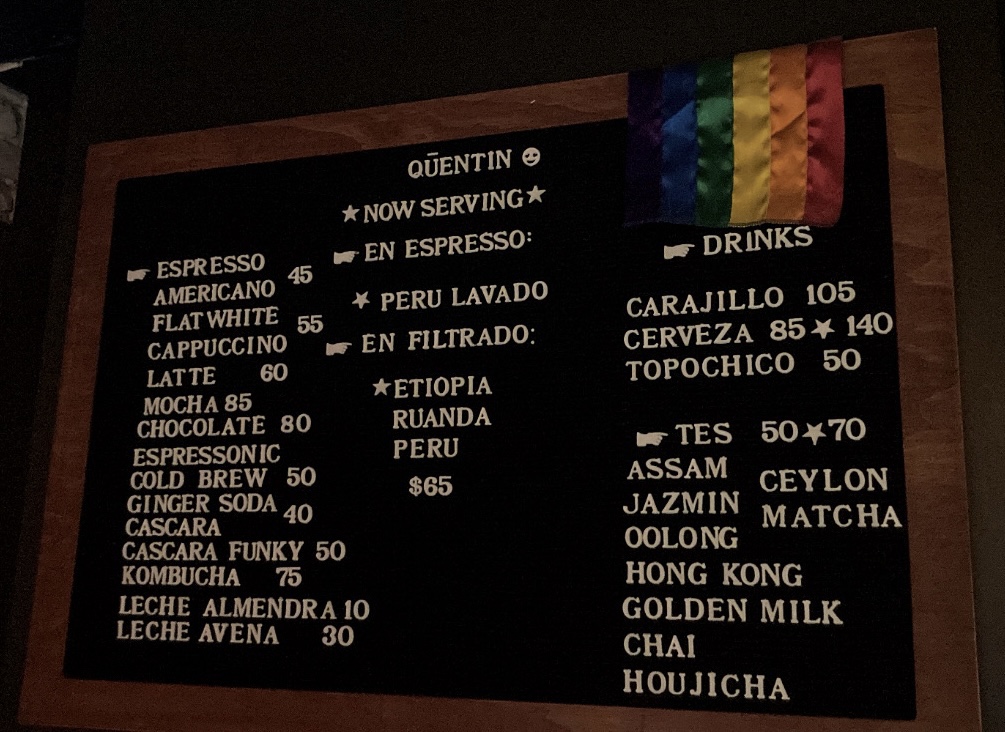 QŪENTIN
★NOW SERVING★
ESPRESSO
AMERICANO 45
FLAT WHITE
CAPPUCCINO 55
LATTE 60
MOCHA 85
CHOCOLATE 80
ESPRESSONIC
COLD BREW 50
GINGER SODA
CASCARA 40
CASCARA FUNKY 50
KOMBUCHA 75
LECHE ALMENDRA 10
LECHE AVENA 30
EN ESPRESSO:
★ PERU LAVADO
EN FILTRADO:
★ETIOPIA
RUANDA
PERU
$65
DRINKS
CARAJILLO 105
CERVEZA 85★140
TOPOCHICO 50
TES 50★70
ASSAM
JAZMIN
OOLONG
HONG KONG
GOLDEN MILK
CHAI
HOUJICHA
CEYLON
MATCHA